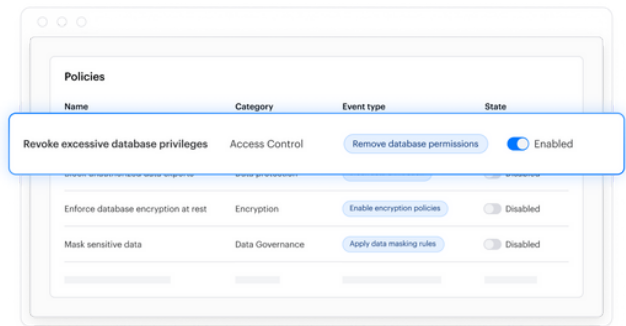 Policies
Name Category Event type State
Revoke excessive database privileges Access Control Remove database permissions Enabled
Enforce database encryption at rest Encryption Enable encryption policies Disabled
Mask sensitive data Data Governance Apply data masking rules Disabled